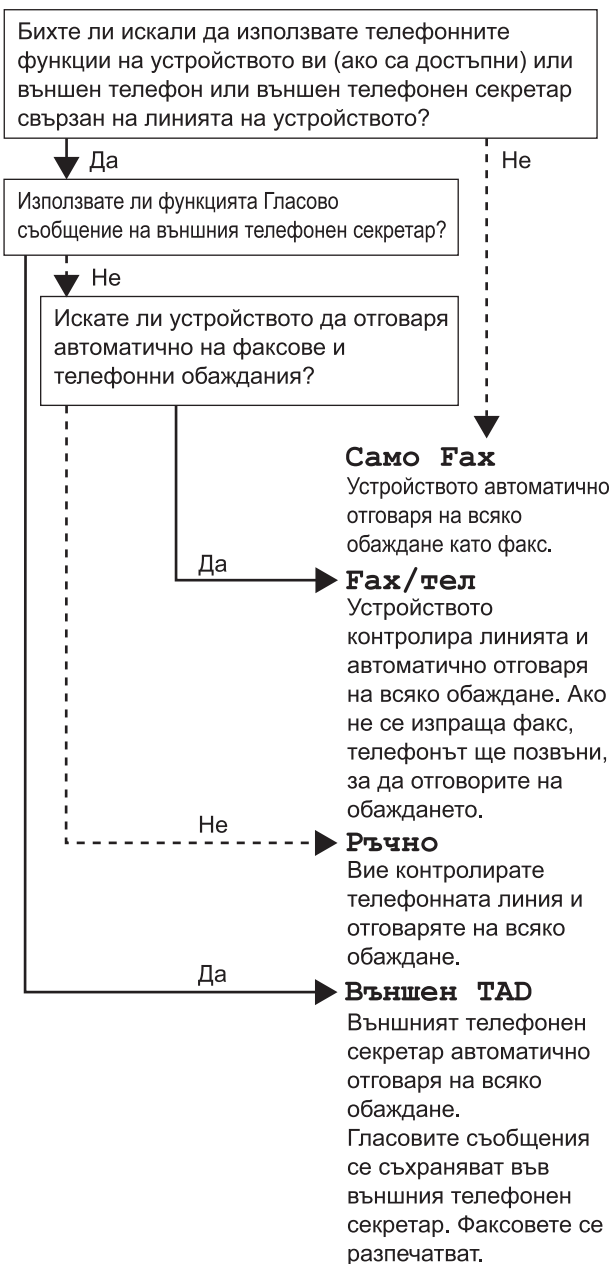 Бихте ли искали да използвате телефонните
функции на устройството ви (ако са достъпни) или
външен телефон или външен телефонен секретар
свързан на линията на устройството?
Да
Не
Използвате ли функцията Гласово
съобщение на външния телефонен секретар?
Не
Искате ли устройството да отговаря
автоматично на факсове и
телефонни обаждания?
Само Fax
Устройството автоматично
отговаря на всяко
обаждане като факс.
Да
Fax/тел
Устройството
контролира линията и
автоматично отговаря
на всяко обаждане. Ако
не се изпраща факс,
телефонът ще позвъни,
за да отговорите на
обаждането.
Не
Ръчно
Вие контролирате
телефонната линия и
отговаряте на всяко
обаждане.
Да
Външен TAD
Външният телефонен
секретар автоматично
отговаря на всяко
обаждане.
Гласовите съобщения
се съхраняват във
външния телефонен
секретар. Факсовете се
разпечатват.